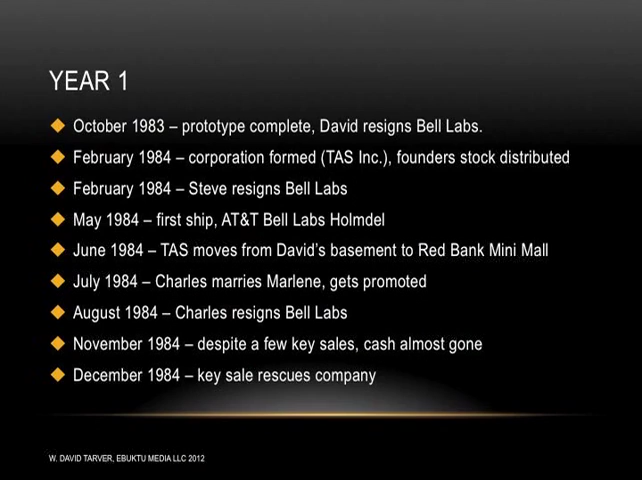 YEAR 1
October 1983 – prototype complete, David resigns Bell Labs.
February 1984 – corporation formed (TAS Inc.), founders stock distributed
February 1984 – Steve resigns Bell Labs
May 1984 – first ship, AT&T Bell Labs Holmdel
June 1984 – TAS moves from David's basement to Red Bank Mini Mall
July 1984 – Charles marries Marlene, gets promoted
August 1984 – Charles resigns Bell Labs
November 1984 – despite a few key sales, cash almost gone
December 1984 – key sale rescues company
W. DAVID TARVER, EBUKTU MEDIA LLC 2012